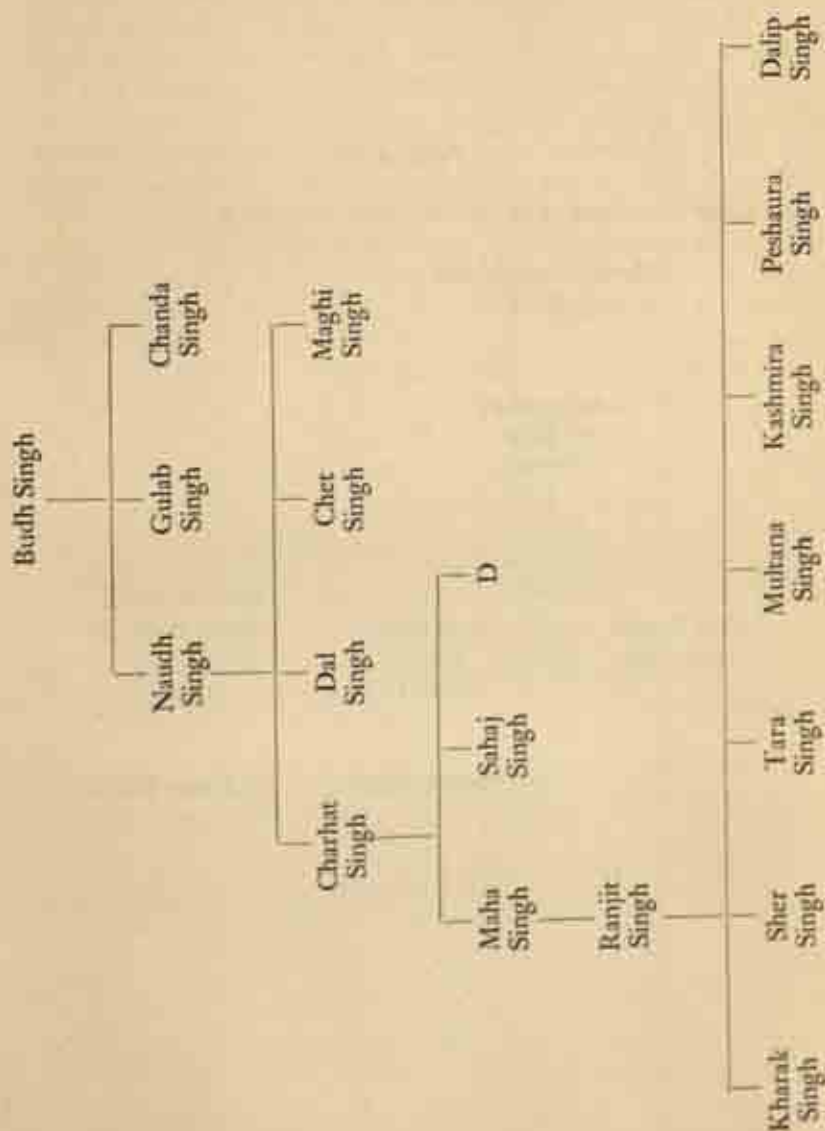 Budh Singh
Naudh
Singh
Gulab
Singh
Chanda
Singh
Charhat
Singh
Dal
Singh
Chet
Singh
Maghi
Singh
Maha
Singh
Sahaj
Singh
D
Ranjit
Singh
Kharak
Singh
Sher
Singh
Tara
Singh
Multana
Singh
Kashmira
Singh
Peshaura
Singh
Dalip
Singh